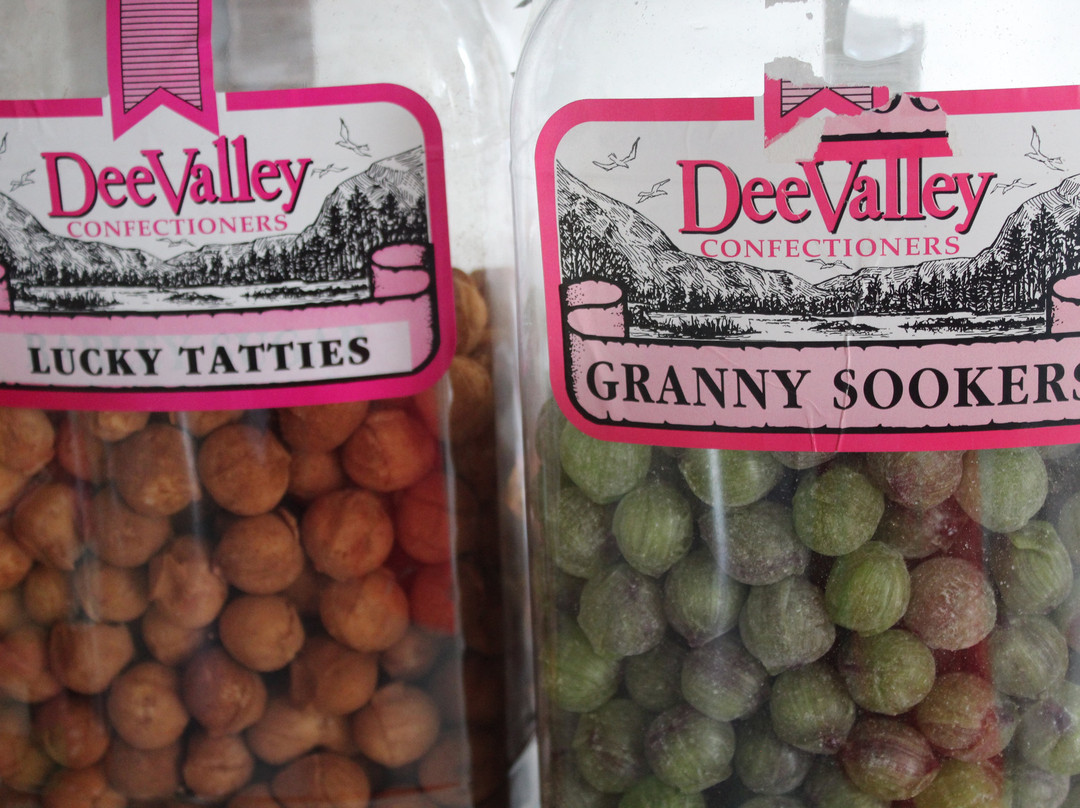 DeeValley
CONFECTIONERS
LUCKY TATTIES
DeeValley
CONFECTIONERS
GRANNY SOOKERS